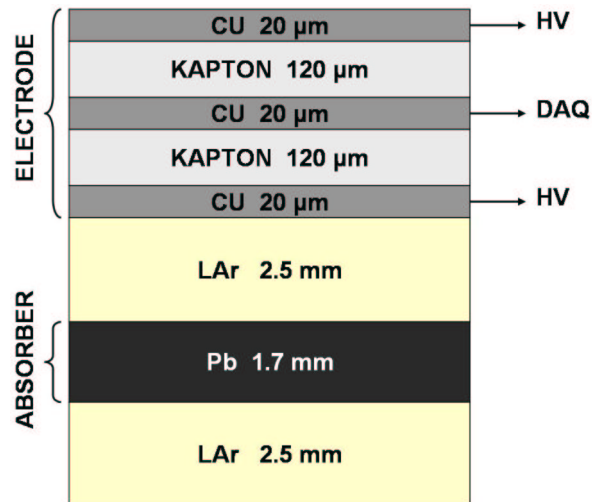 CU 20 µm
HV
KAPTON 120 µm
CU 20 µm
DAQ
KAPTON 120 µm
CU 20 µm
HV
ELECTRODE
LAr 2.5 mm
Pb 1.7 mm
ABSORBER
LAr 2.5 mm